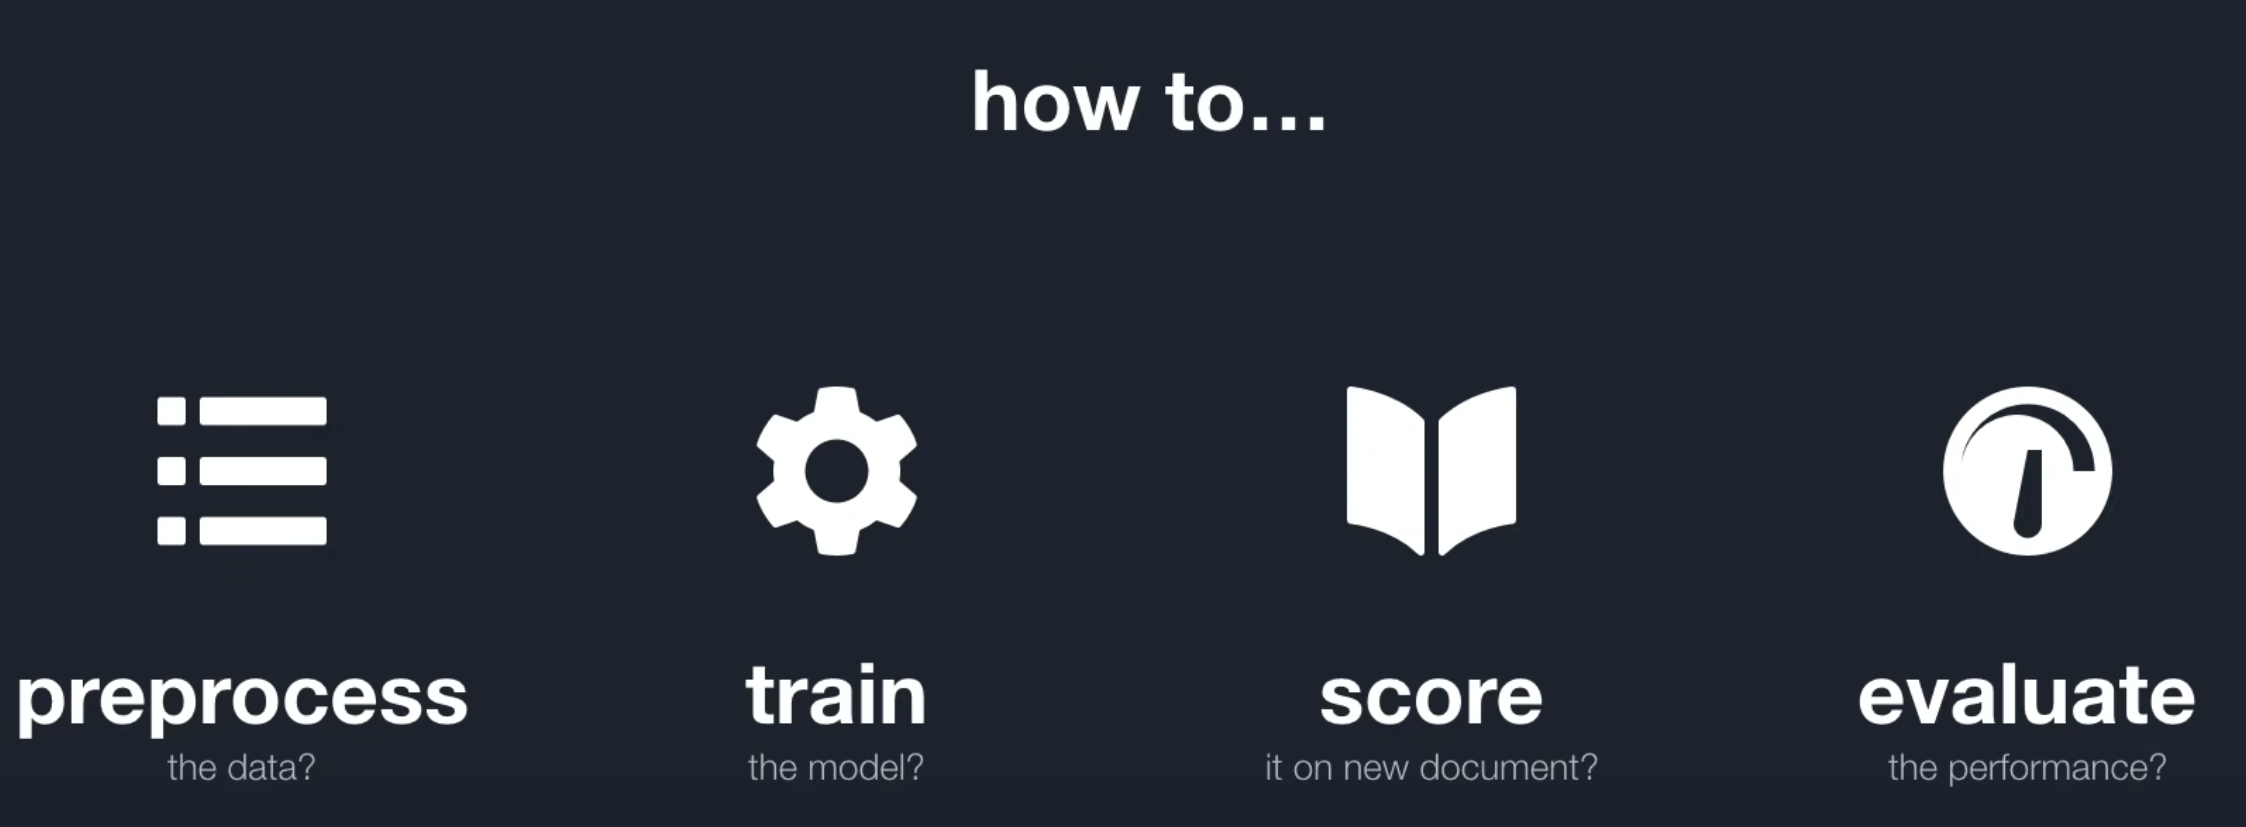 how to...
preprocess
the data?
train
the model?
score
it on new document?
evaluate
the performance?